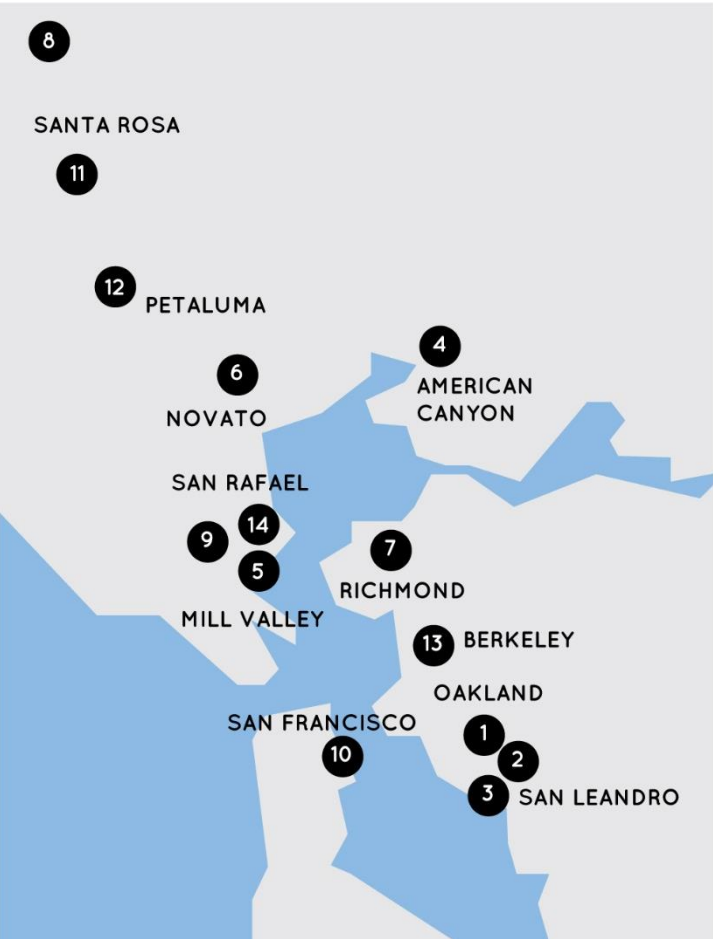 8
SANTA ROSA
11
12
PETALUMA
4
6
AMERICAN
CANYON
NOVATO
SAN RAFAEL
14
9
7
5
RICHMOND
MILL VALLEY
13 BERKELEY
OAKLAND
SAN FRANCISCO
1
10
2
3
SAN LEANDRO